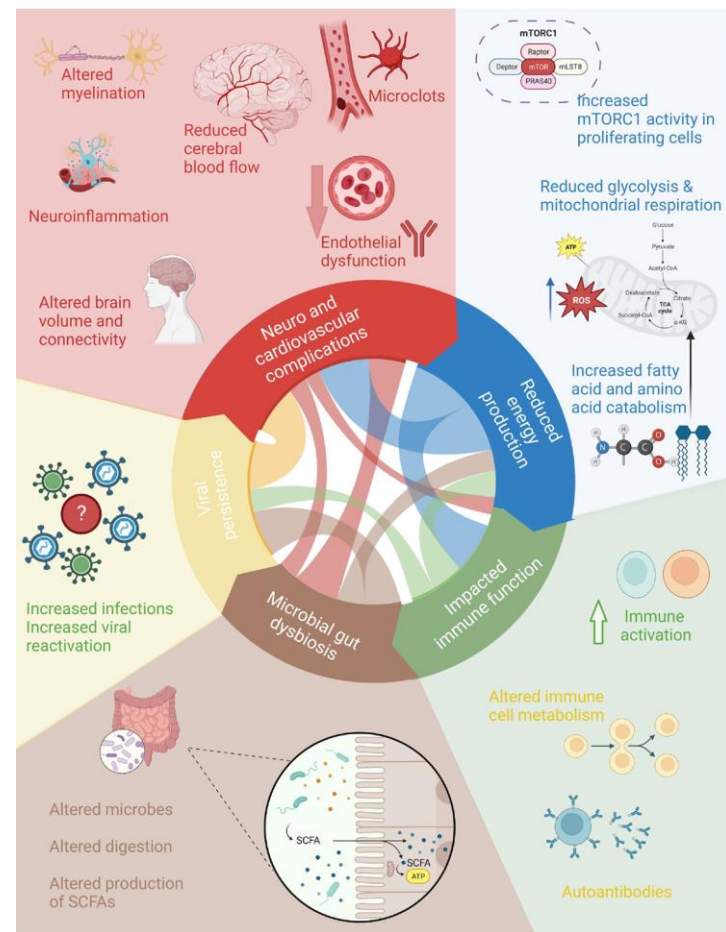 Altered
myelination
Reduced
cerebral
blood flow
Microclots
Neuroinflammation
Endothelial
dysfunction
Altered brain
volume and
connectivity
mTORC1
Raptor
Deptor
mTOR
mLST8
PRAS40
Increased
mTORC1 activity in
proliferating cells
Reduced glycolysis &
mitochondrial respiration
Glucose
Pyruvate
Acetyl-CoA
ATP
ROS
Oxaloacetate
Citrate
TCA
cycle
Succinyl-CoA
α-KG
Increased fatty
acid and amino
acid catabolism
H
H
N
H
C
C
O
O
H
Neuro and
cardiovascular
complications
Reduced
energy
production
Impacted
immune function
Microbial gut
dysbiosis
Viral
persistence
?
Increased infections
Increased viral
reactivation
Immune
activation
Altered immune
cell metabolism
Autoantibodies
Altered microbes
Altered digestion
Altered production
of SCFAs
SCFA
SCFA
ATP